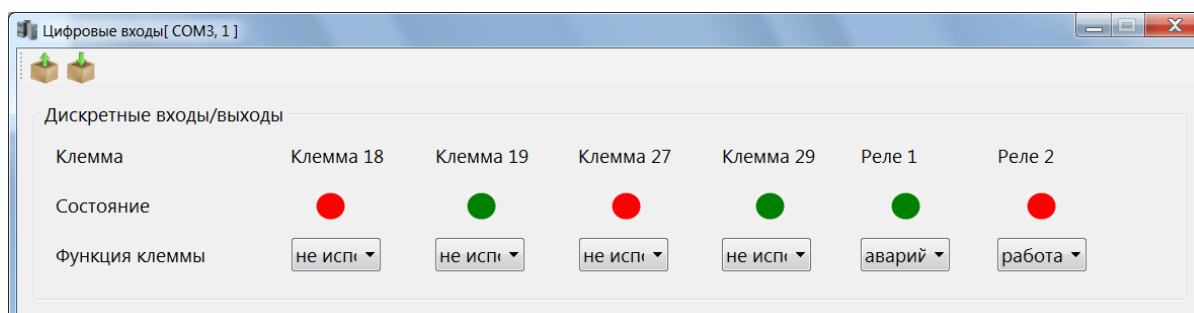 Цифровые входы[ COM3, 1 ]
Дискретные входы/выходы
Клемма Клемма 18 Клемма 19 Клемма 27 Клемма 29 Реле 1 Реле 2
Состояние
Функция клеммы не испо не испо не испо не испо аварий работа